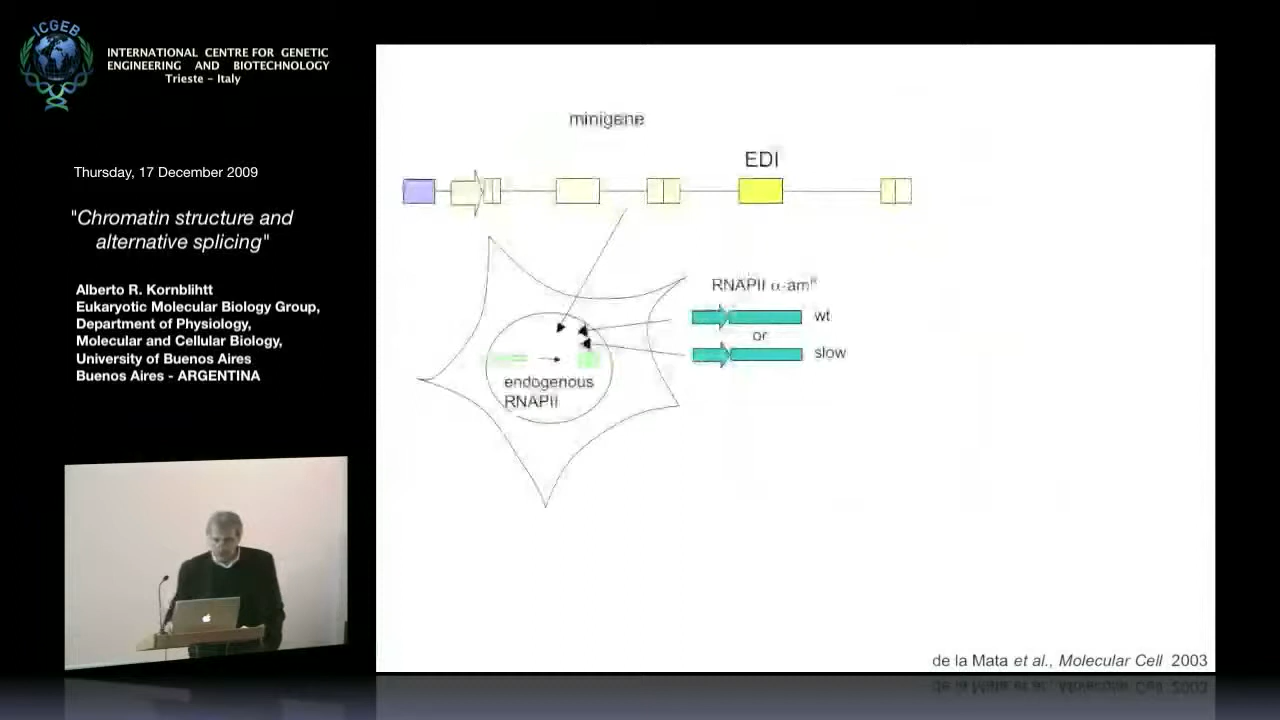 ICGEB
INTERNATIONAL CENTRE FOR GENETIC
ENGINEERING AND BIOTECHNOLOGY
Trieste – Italy
Thursday, 17 December 2009
"Chromatin structure and
alternative splicing"
Alberto R. Kornblihtt
Eukaryotic Molecular Biology Group,
Department of Physiology,
Molecular and Cellular Biology,
University of Buenos Aires
Buenos Aires - ARGENTINA
minigene
EDI
RNAPII α-amR
wt
or
slow
endogenous
RNAPII
de la Mata et al., Molecular Cell 2003